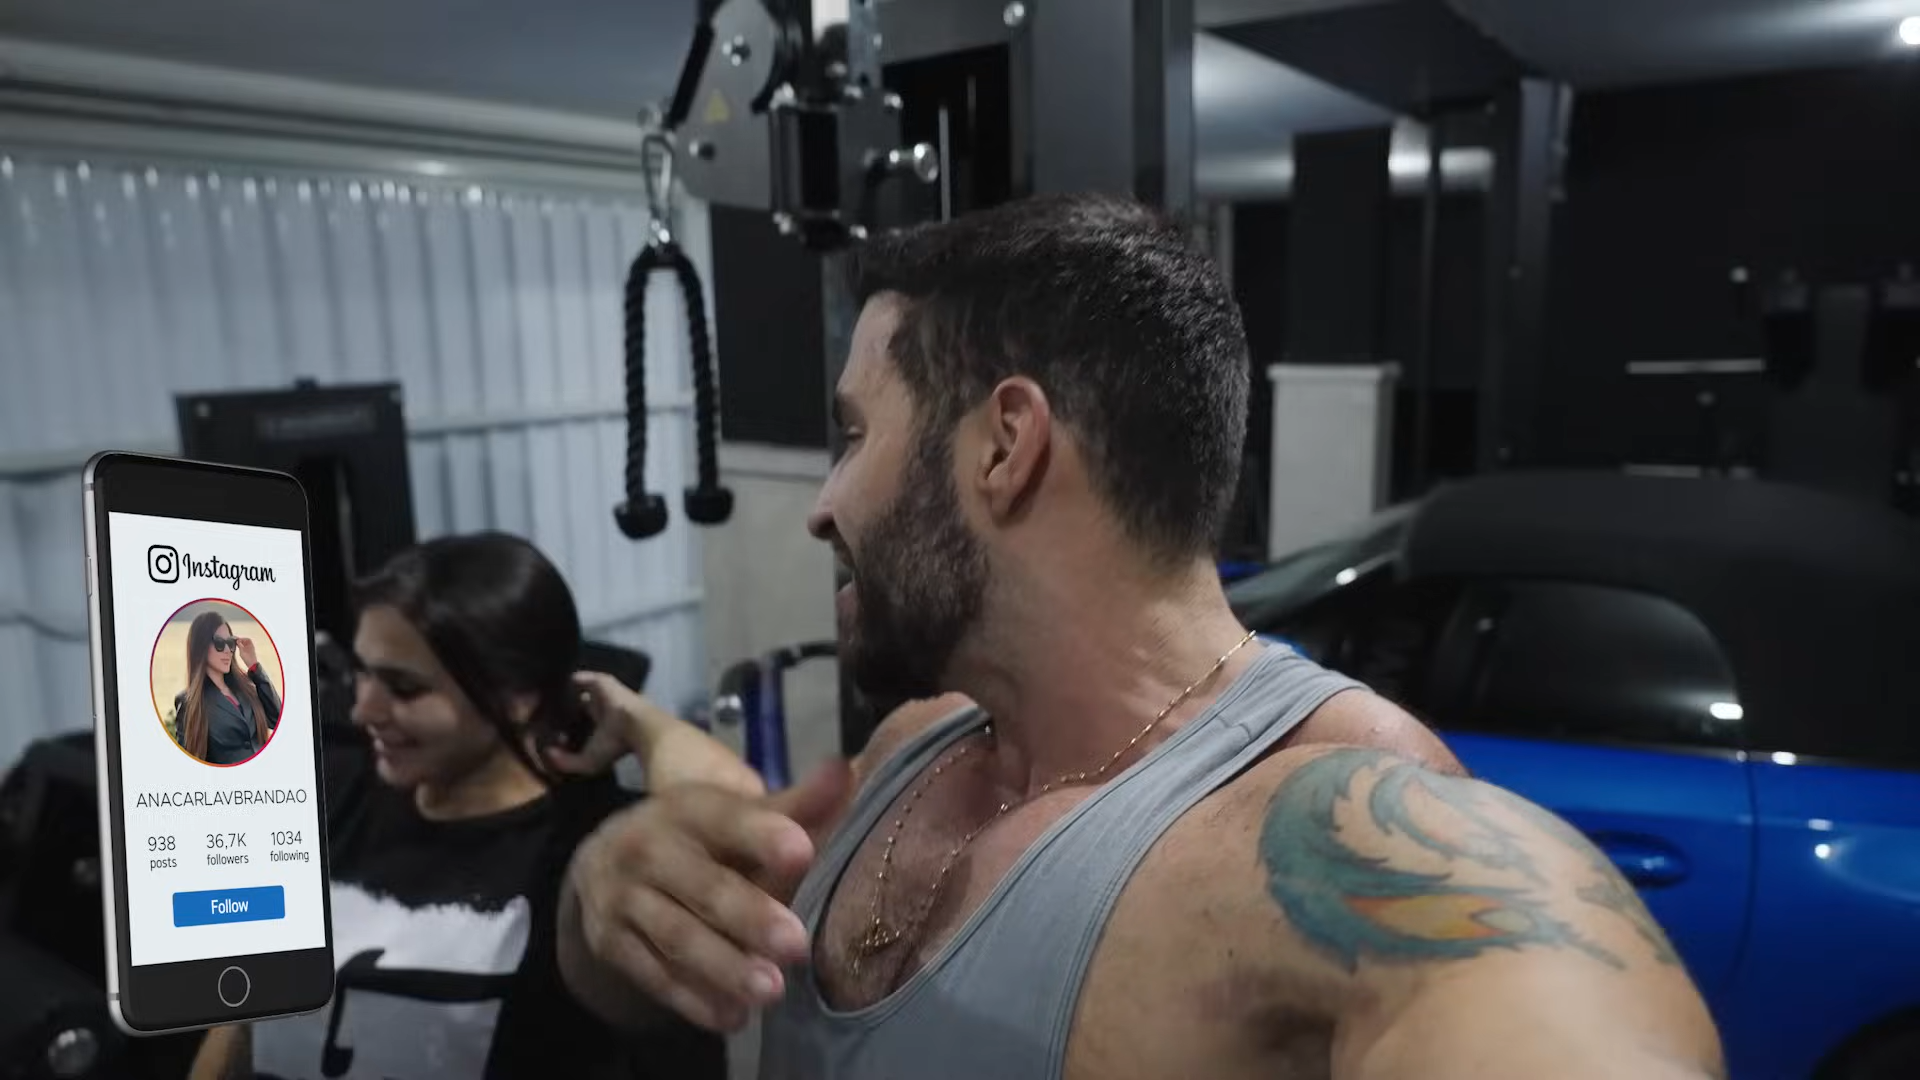 Instagram
ANACARLAVBRANDAO
938 36,7K 1034
posts followers following
Follow